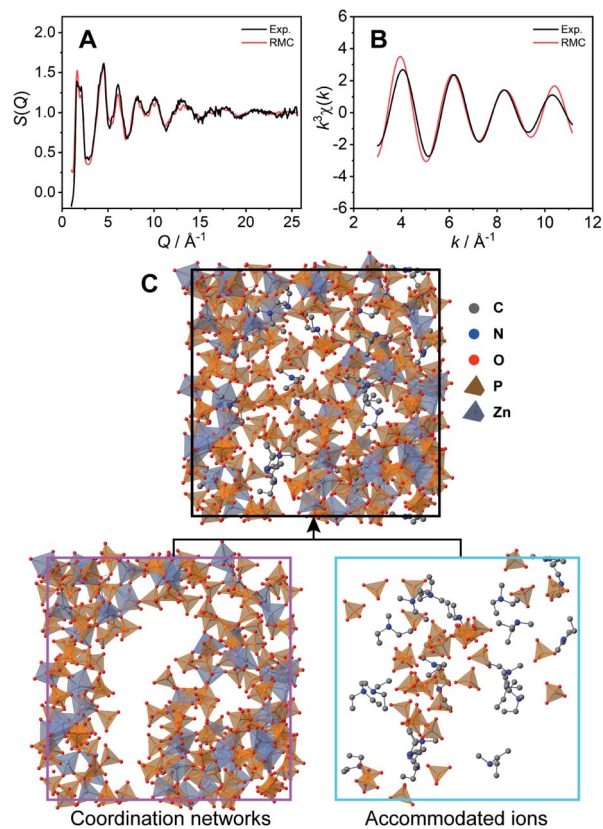 A
Exp.
RMC
S(Q)
2.0
1.5
1.0
0.5
0.0
0 5 10 15 20 25
Q / Å⁻¹
B
Exp.
RMC
k³χ(k)
6
4
2
0
-2
-4
-6
2 4 6 8 10 12
k / Å⁻¹
C
C
N
O
P
Zn
Coordination networks
Accommodated ions